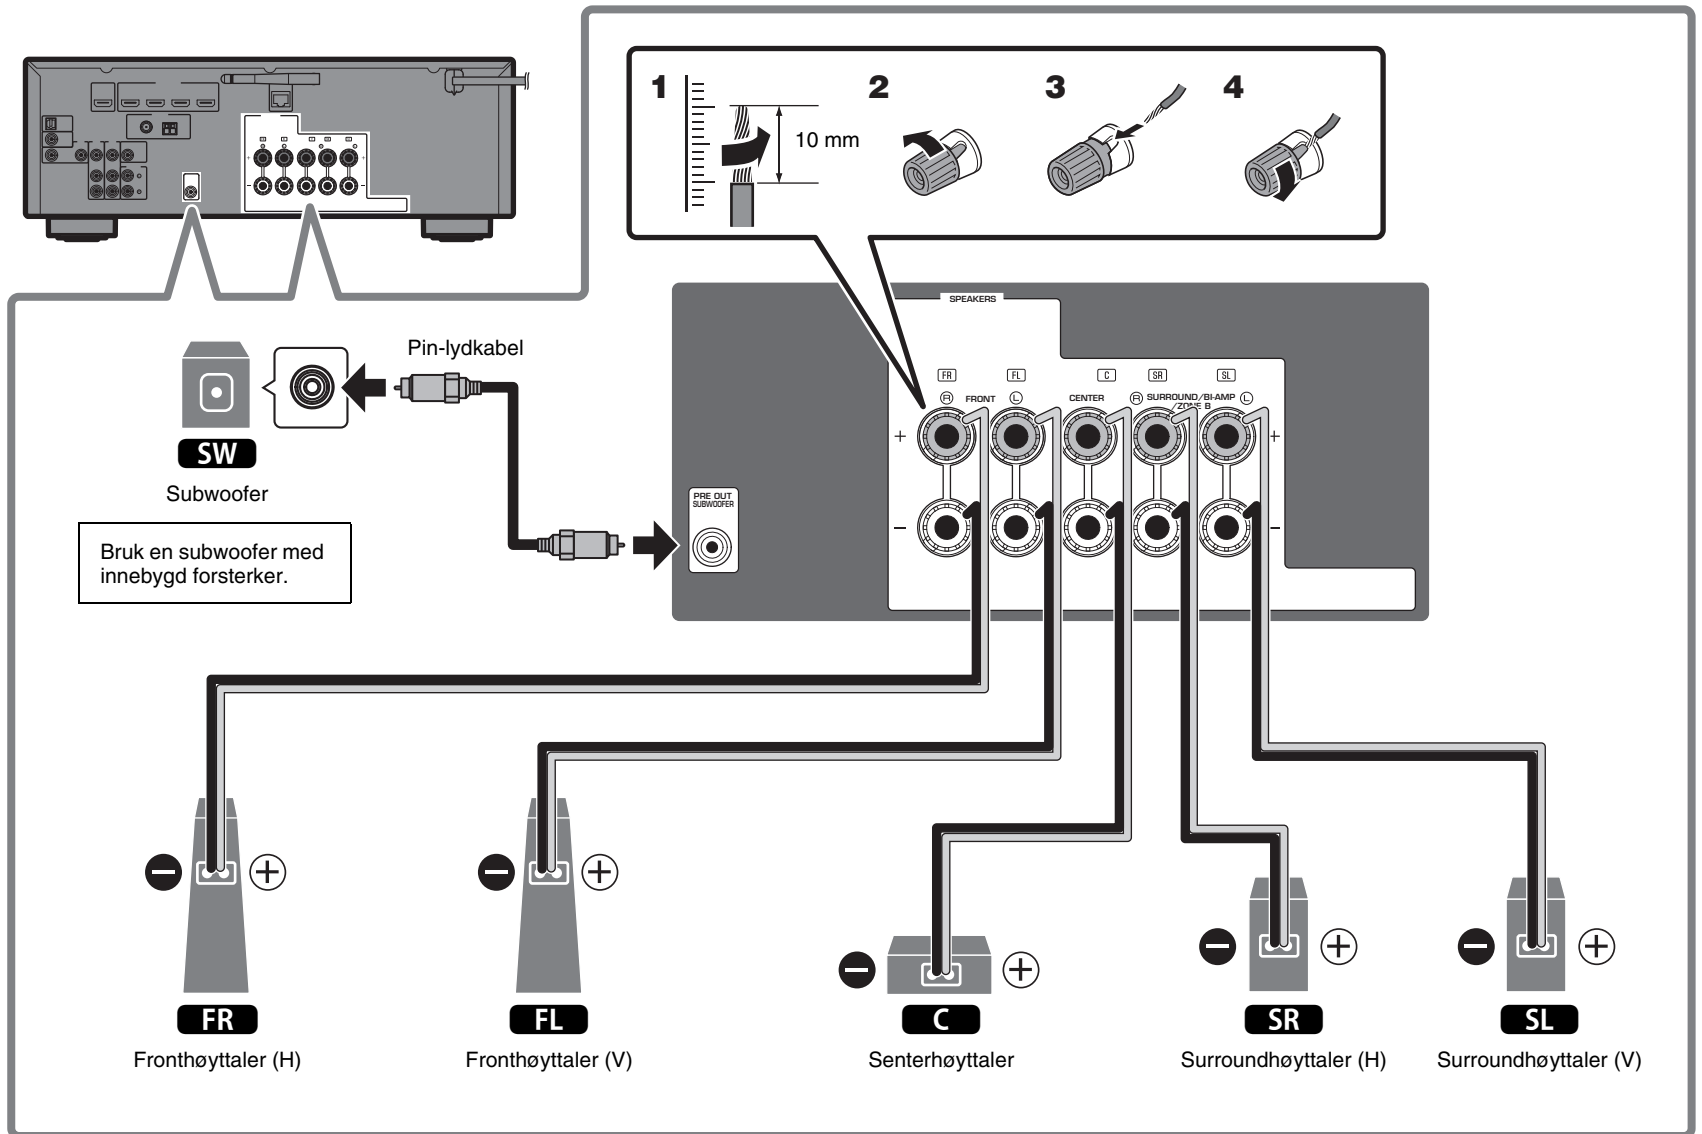 1
10 mm
2
3
4
SPEAKERS
FR
FL
C
SR
SL
R
FRONT
L
CENTER
R
SURROUND/BI-AMP
/ZONE B
L
+
+
−
−
PRE OUT
SUBWOOFER
Pin-lydkabel
SW
Subwoofer
Bruk en subwoofer med
innebygd forsterker.
−
+
−
+
−
+
−
+
−
+
FR
FL
C
SR
SL
Fronthøyttaler (H)
Fronthøyttaler (V)
Senterhøyttaler
Surroundhøyttaler (H)
Surroundhøyttaler (V)